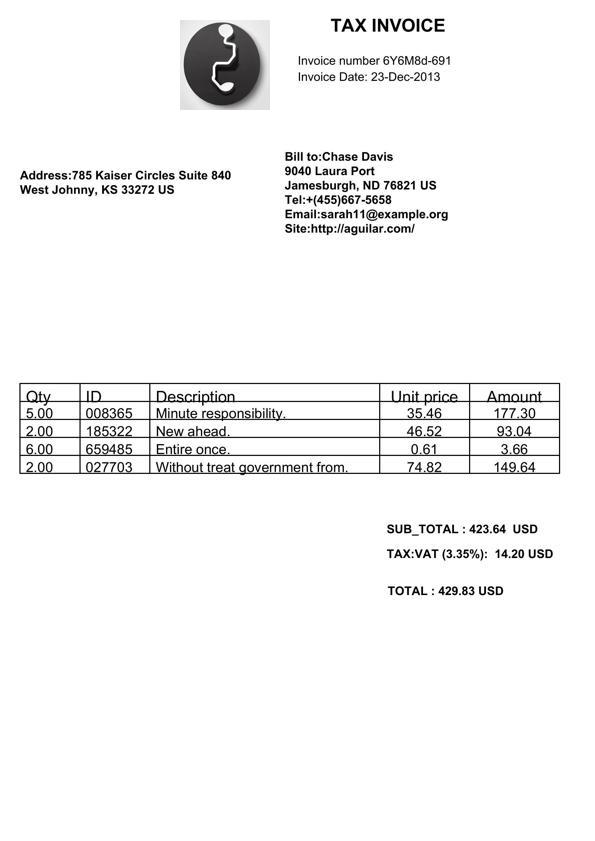 TAX INVOICE
Invoice number 6Y6M8d-691
Invoice Date: 23-Dec-2013
Address:785 Kaiser Circles Suite 840
West Johnny, KS 33272 US
Bill to:Chase Davis
9040 Laura Port
Jamesburgh, ND 76821 US
Tel:+(455)667-5658
Email:sarah11@example.org
Site:http://aguilar.com/
Qty ID Description Unit price Amount
5.00 008365 Minute responsibility. 35.46 177.30
2.00 185322 New ahead. 46.52 93.04
6.00 659485 Entire once. 0.61 3.66
2.00 027703 Without treat government from. 74.82 149.64
SUB_TOTAL : 423.64 USD
TAX:VAT (3.35%): 14.20 USD
TOTAL : 429.83 USD